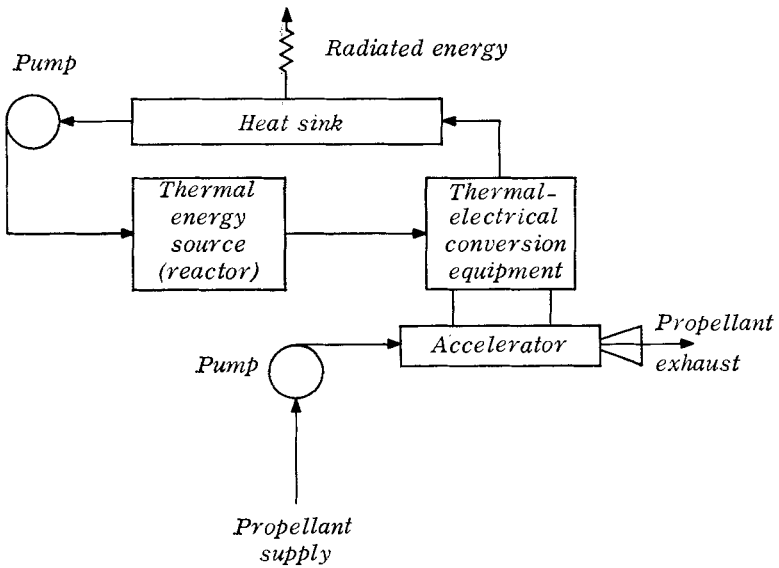 Radiated energy
Pump
Heat sink
Thermal
energy
source
(reactor)
Thermal-
electrical
conversion
equipment
Propellant
exhaust
Accelerator
Pump
Propellant
supply